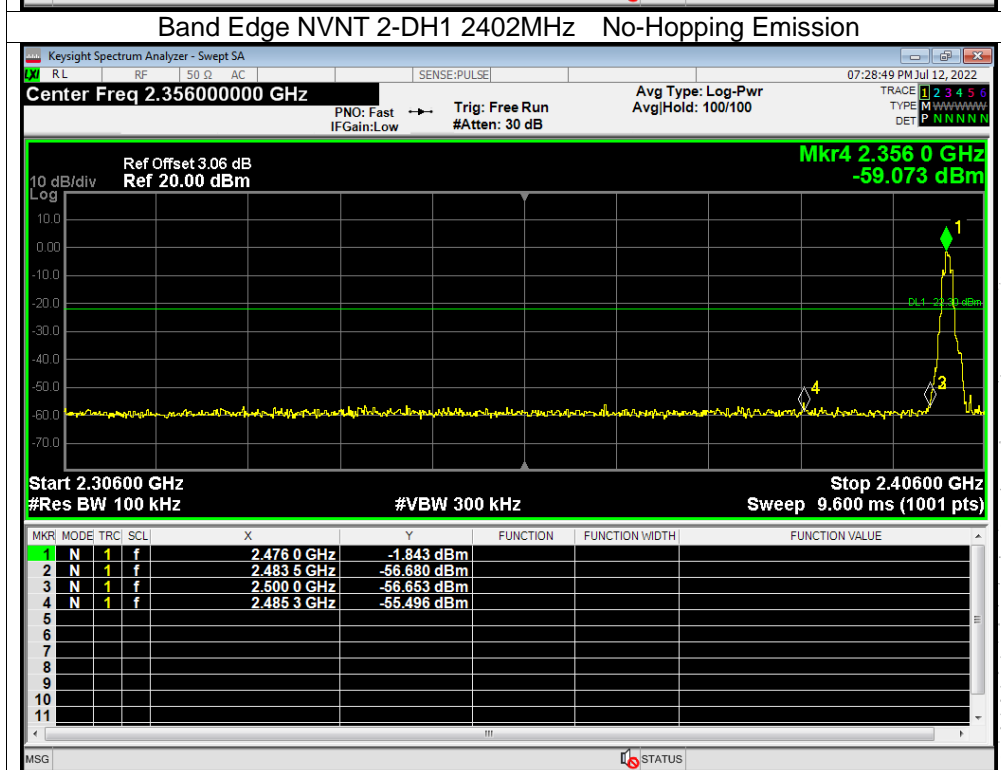 Band Edge NVNT 2-DH1 2402MHz No-Hopping Emission
Keysight Spectrum Analyzer - Swept SA
LXI RL RF 50 Ω AC SENSE:PULSE 07:28:49 PM Jul 12, 2022
Center Freq 2.356000000 GHz
PNO: Fast
IFGain:Low
Trig: Free Run
#Atten: 30 dB
Avg Type: Log-Pwr
Avg|Hold: 100/100
TRACE 1 2 3 4 5 6
TYPE M WWWWW
DET P N N N N N
Mkr4 2.356 0 GHz
-59.073 dBm
Ref Offset 3.06 dB
10 dB/div Ref 20.00 dBm
Log
10.0
0.00
-10.0
-20.0
-30.0
-40.0
-50.0
-60.0
-70.0
1
DL1 -22.30 dBm
4
3
Start 2.30600 GHz Stop 2.40600 GHz
#Res BW 100 kHz #VBW 300 kHz Sweep 9.600 ms (1001 pts)
MKR MODE TRC SCL X Y FUNCTION FUNCTION WIDTH FUNCTION VALUE
1 N 1 f 2.476 0 GHz -1.843 dBm
2 N 1 f 2.483 5 GHz -56.680 dBm
3 N 1 f 2.500 0 GHz -56.653 dBm
4 N 1 f 2.485 3 GHz -55.496 dBm
5
6
7
8
9
10
11
MSG STATUS